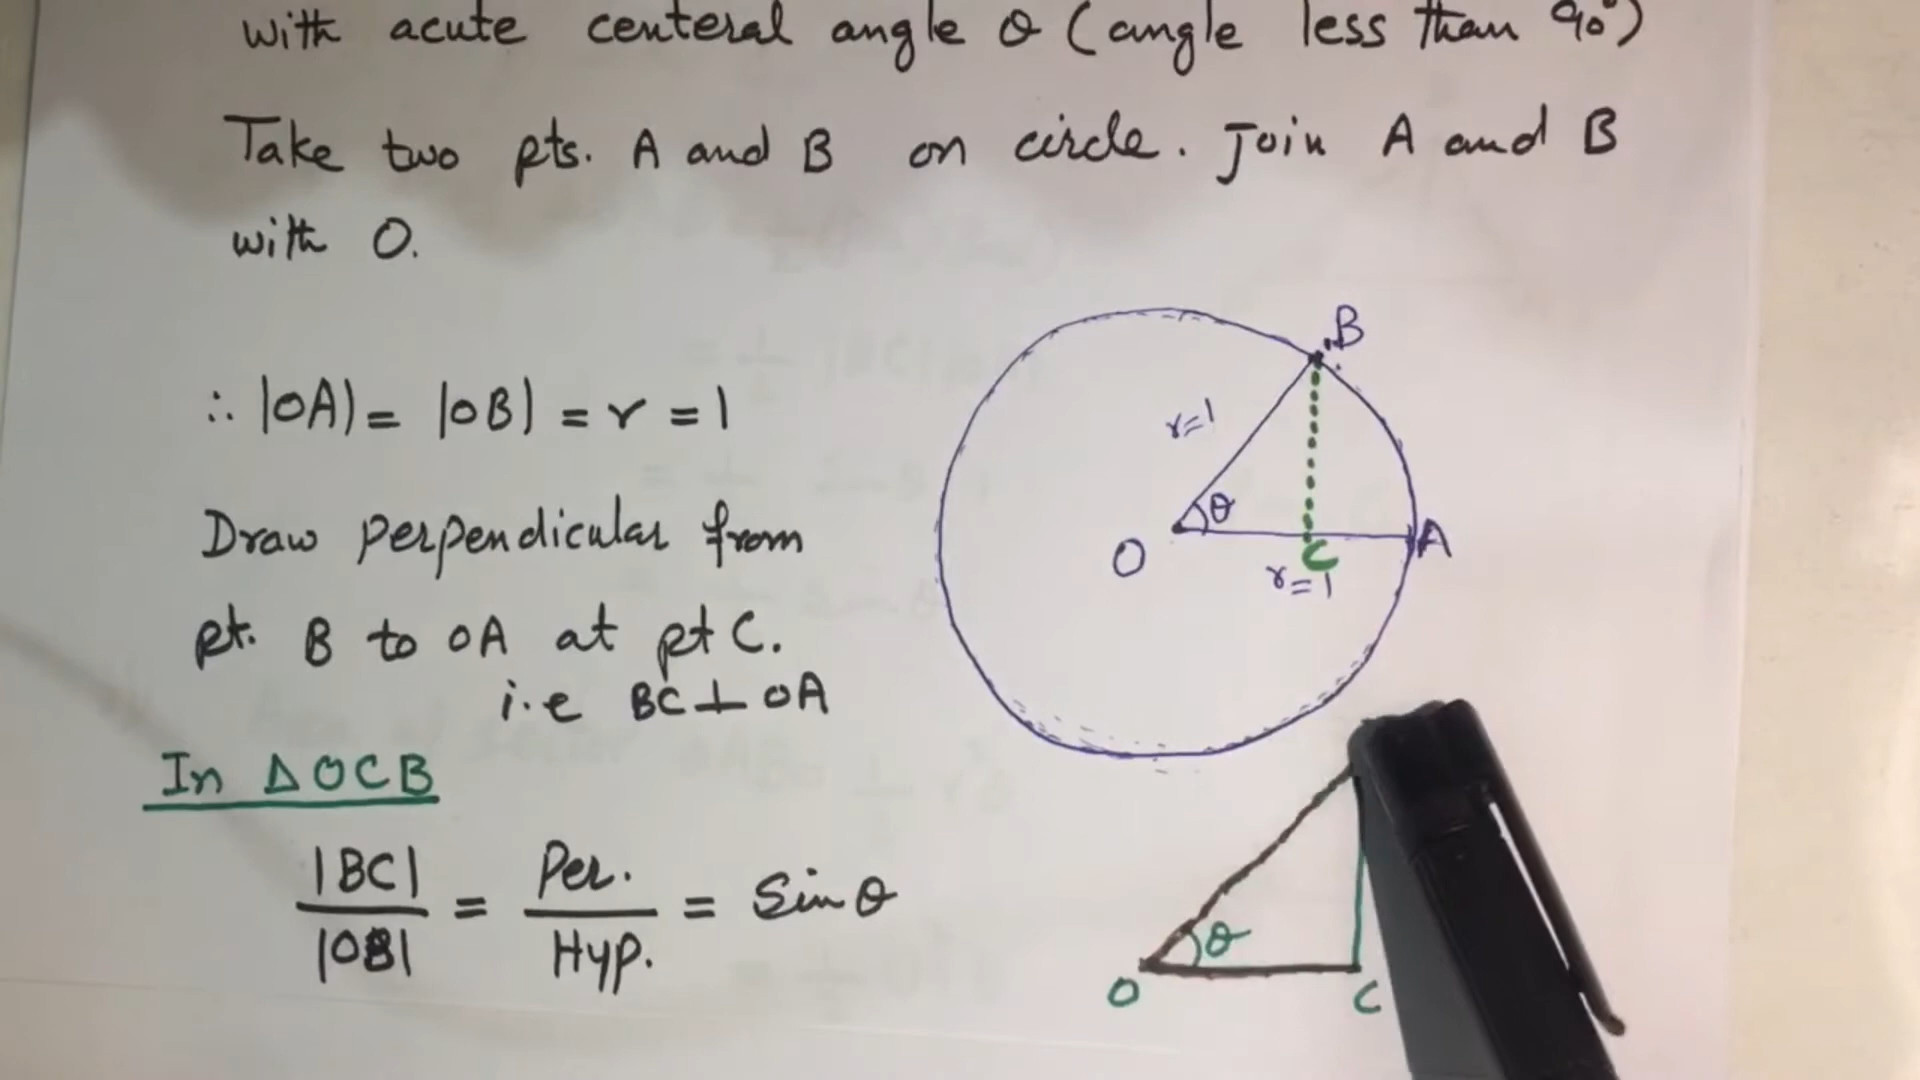 with acute centeral angle θ (angle less than 90°)
Take two pts. A and B on circle. Join A and B
with O.
∴ |OA| = |OB| = r = 1
Draw perpendicular from
pt. B to OA at pt C.
i.e BC ⊥ OA
In ΔOCB
|BC| / |OB| = Per. / Hyp. = Sin θ
B
r=1
θ
O
C
A
r=1
θ
O
C